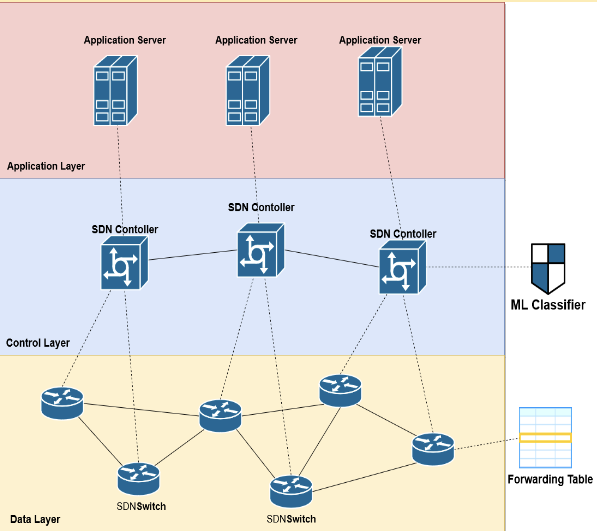 Application Server
Application Server
Application Server
Application Layer
SDN Contoller
SDN Contoller
SDN Contoller
ML Classifier
Control Layer
Forwarding Table
SDNSwitch
SDNSwitch
Data Layer